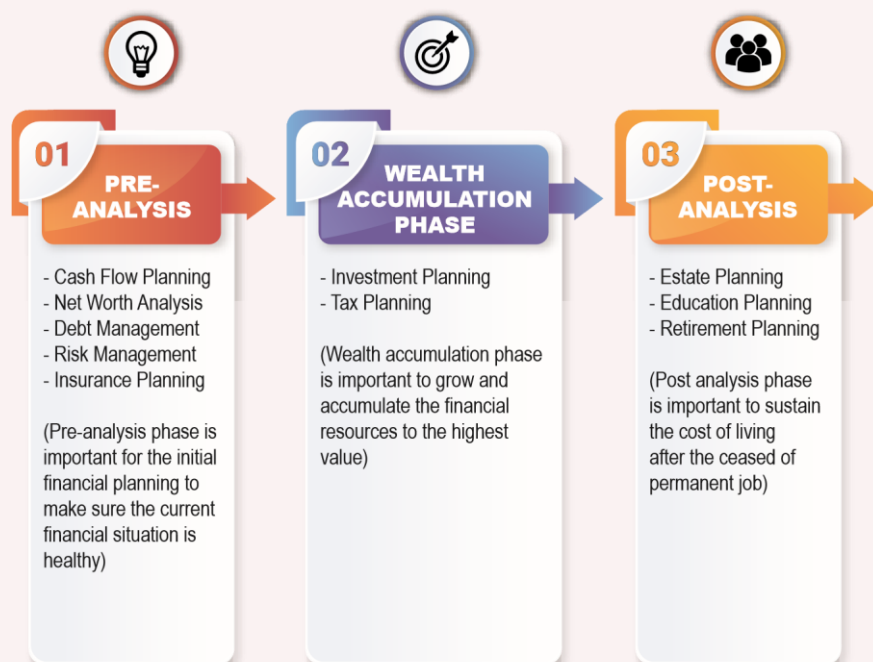 01
PRE-
ANALYSIS
- Cash Flow Planning
- Net Worth Analysis
- Debt Management
- Risk Management
- Insurance Planning
(Pre-analysis phase is
important for the initial
financial planning to
make sure the current
financial situation is
healthy)
02
WEALTH
ACCUMULATION
PHASE
- Investment Planning
- Tax Planning
(Wealth accumulation phase
is important to grow and
accumulate the financial
resources to the highest
value)
03
POST-
ANALYSIS
- Estate Planning
- Education Planning
- Retirement Planning
(Post analysis phase
is important to sustain
the cost of living
after the ceased of
permanent job)